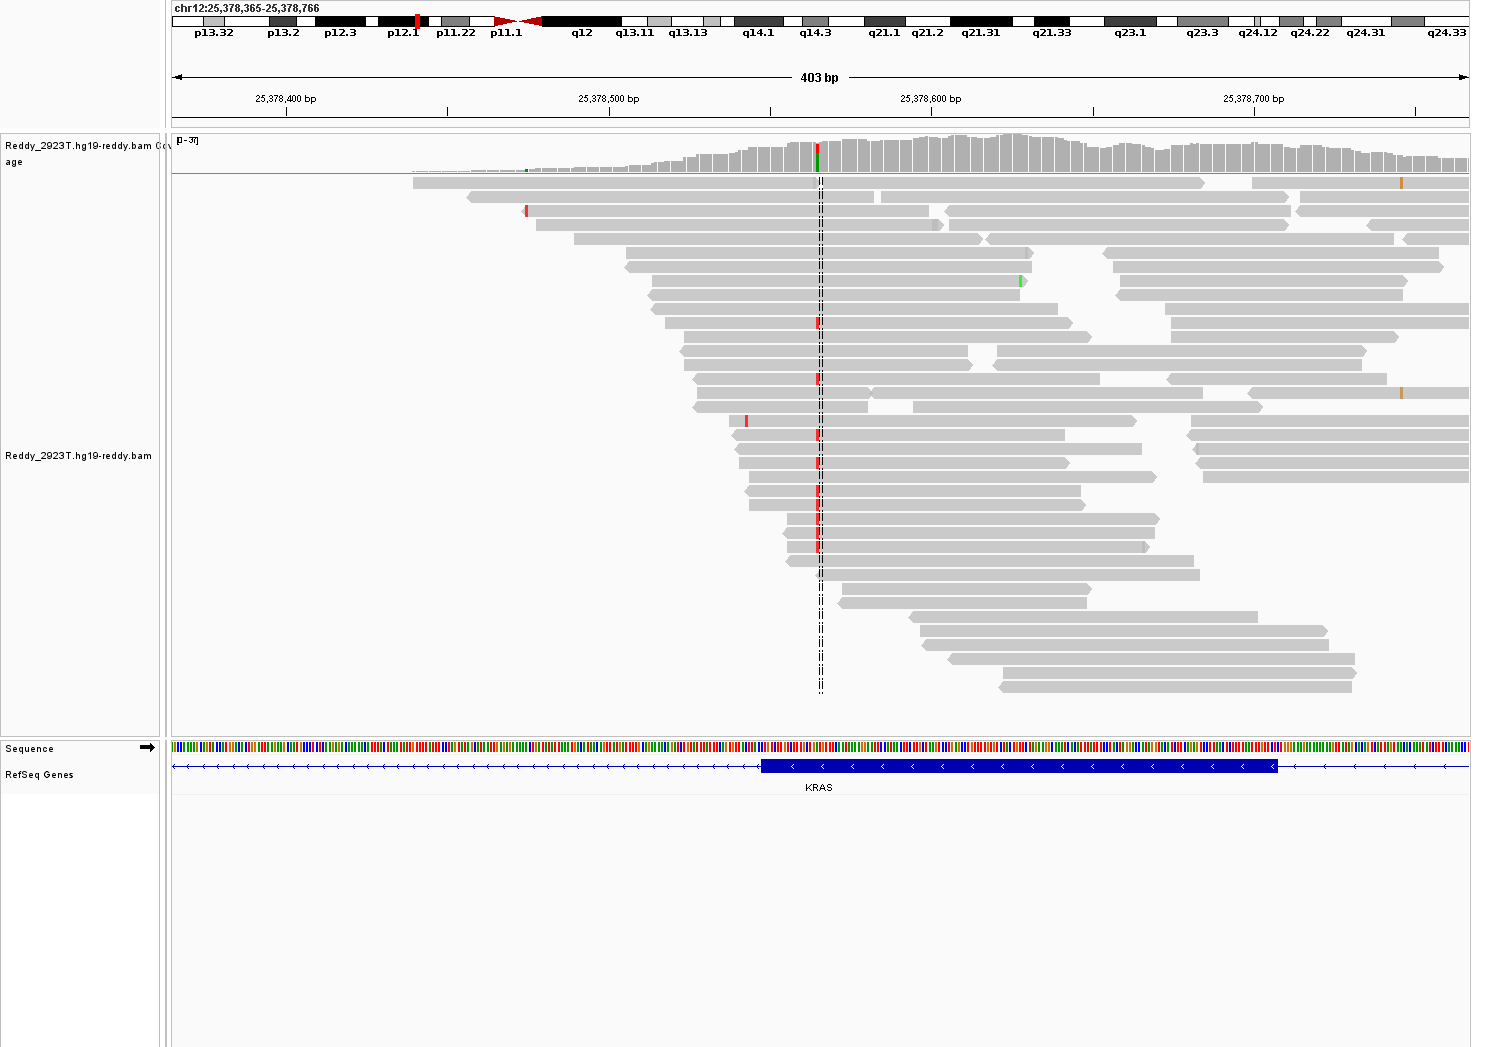 chr12:25,378,365-25,378,766
p13.32 p13.2 p12.3 p12.1 p11.22 p11.1 q12 q13.11 q13.13 q14.1 q14.3 q21.1 q21.2 q21.31 q21.33 q23.1 q23.3 q24.12 q24.22 q24.31 q24.33
403 bp
25,378,400 bp 25,378,500 bp 25,378,600 bp 25,378,700 bp
Reddy_2923T.hg19-reddy.bam Cov
age
[0 - 37]
Reddy_2923T.hg19-reddy.bam
Sequence
RefSeq Genes
KRAS